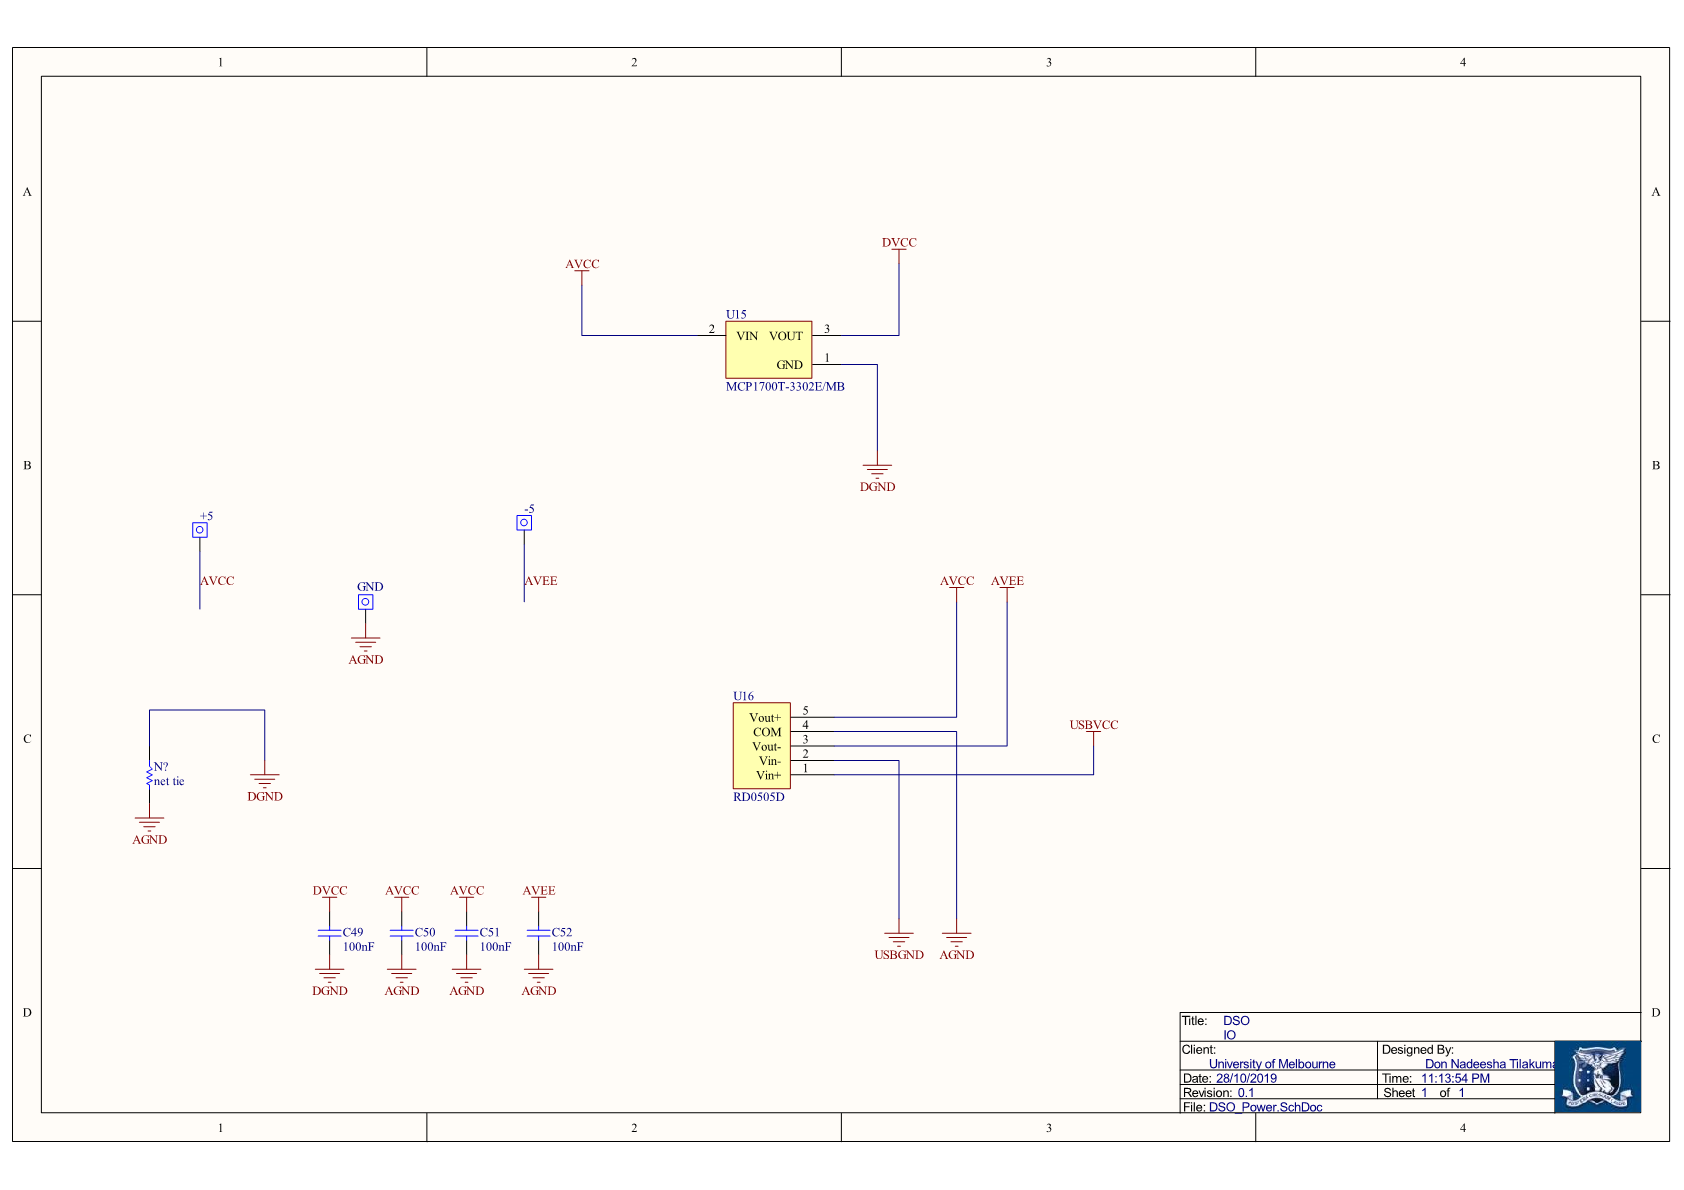 1 2 3 4
A A
DVCC
AVCC
U15
2 VIN VOUT 3
GND 1
MCP1700T-3302E/MB
B B
DGND
+5 -5
AVCC AVEE AVCC AVEE
GND
AGND
U16
Vout+ 5
COM 4
Vout- 3
Vin- 2
Vin+ 1
RD0505D
USBVCC
C C
N?
net tie
DGND
AGND
DVCC AVCC AVCC AVEE
C49 C50 C51 C52
100nF 100nF 100nF 100nF
USBGND AGND
DGND AGND AGND AGND
D D
Title: DSO
IO
Client: Designed By:
University of Melbourne Don Nadeesha Tilakuma
Date: 28/10/2019 Time: 11:13:54 PM
Revision: 0.1 Sheet 1 of 1
File: DSO_Power.SchDoc
1 2 3 4